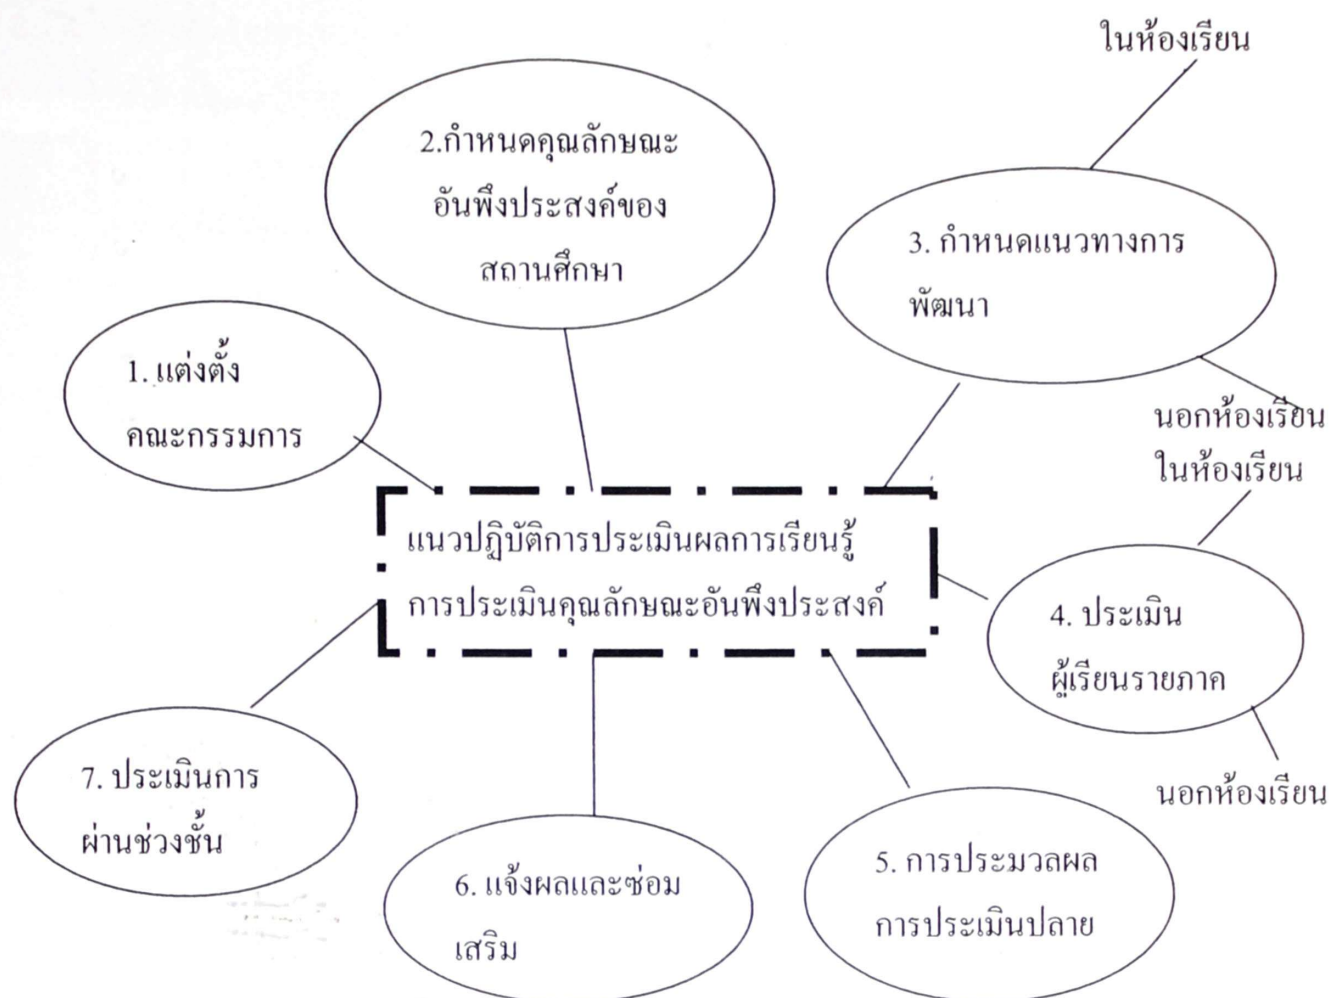 ในห้องเรียน
2.กำหนดคุณลักษณะ
อันพึงประสงค์ของ
สถานศึกษา
3. กำหนดแนวทางการ
พัฒนา
1. แต่งตั้ง
คณะกรรมการ
นอกห้องเรียน
ในห้องเรียน
แนวปฏิบัติการประเมินผลการเรียนรู้
การประเมินคุณลักษณะอันพึงประสงค์
4. ประเมิน
ผู้เรียนรายภาค
นอกห้องเรียน
7. ประเมินการ
ผ่านช่วงชั้น
6. แจ้งผลและซ่อม
เสริม
5. การประมวลผล
การประเมินปลาย